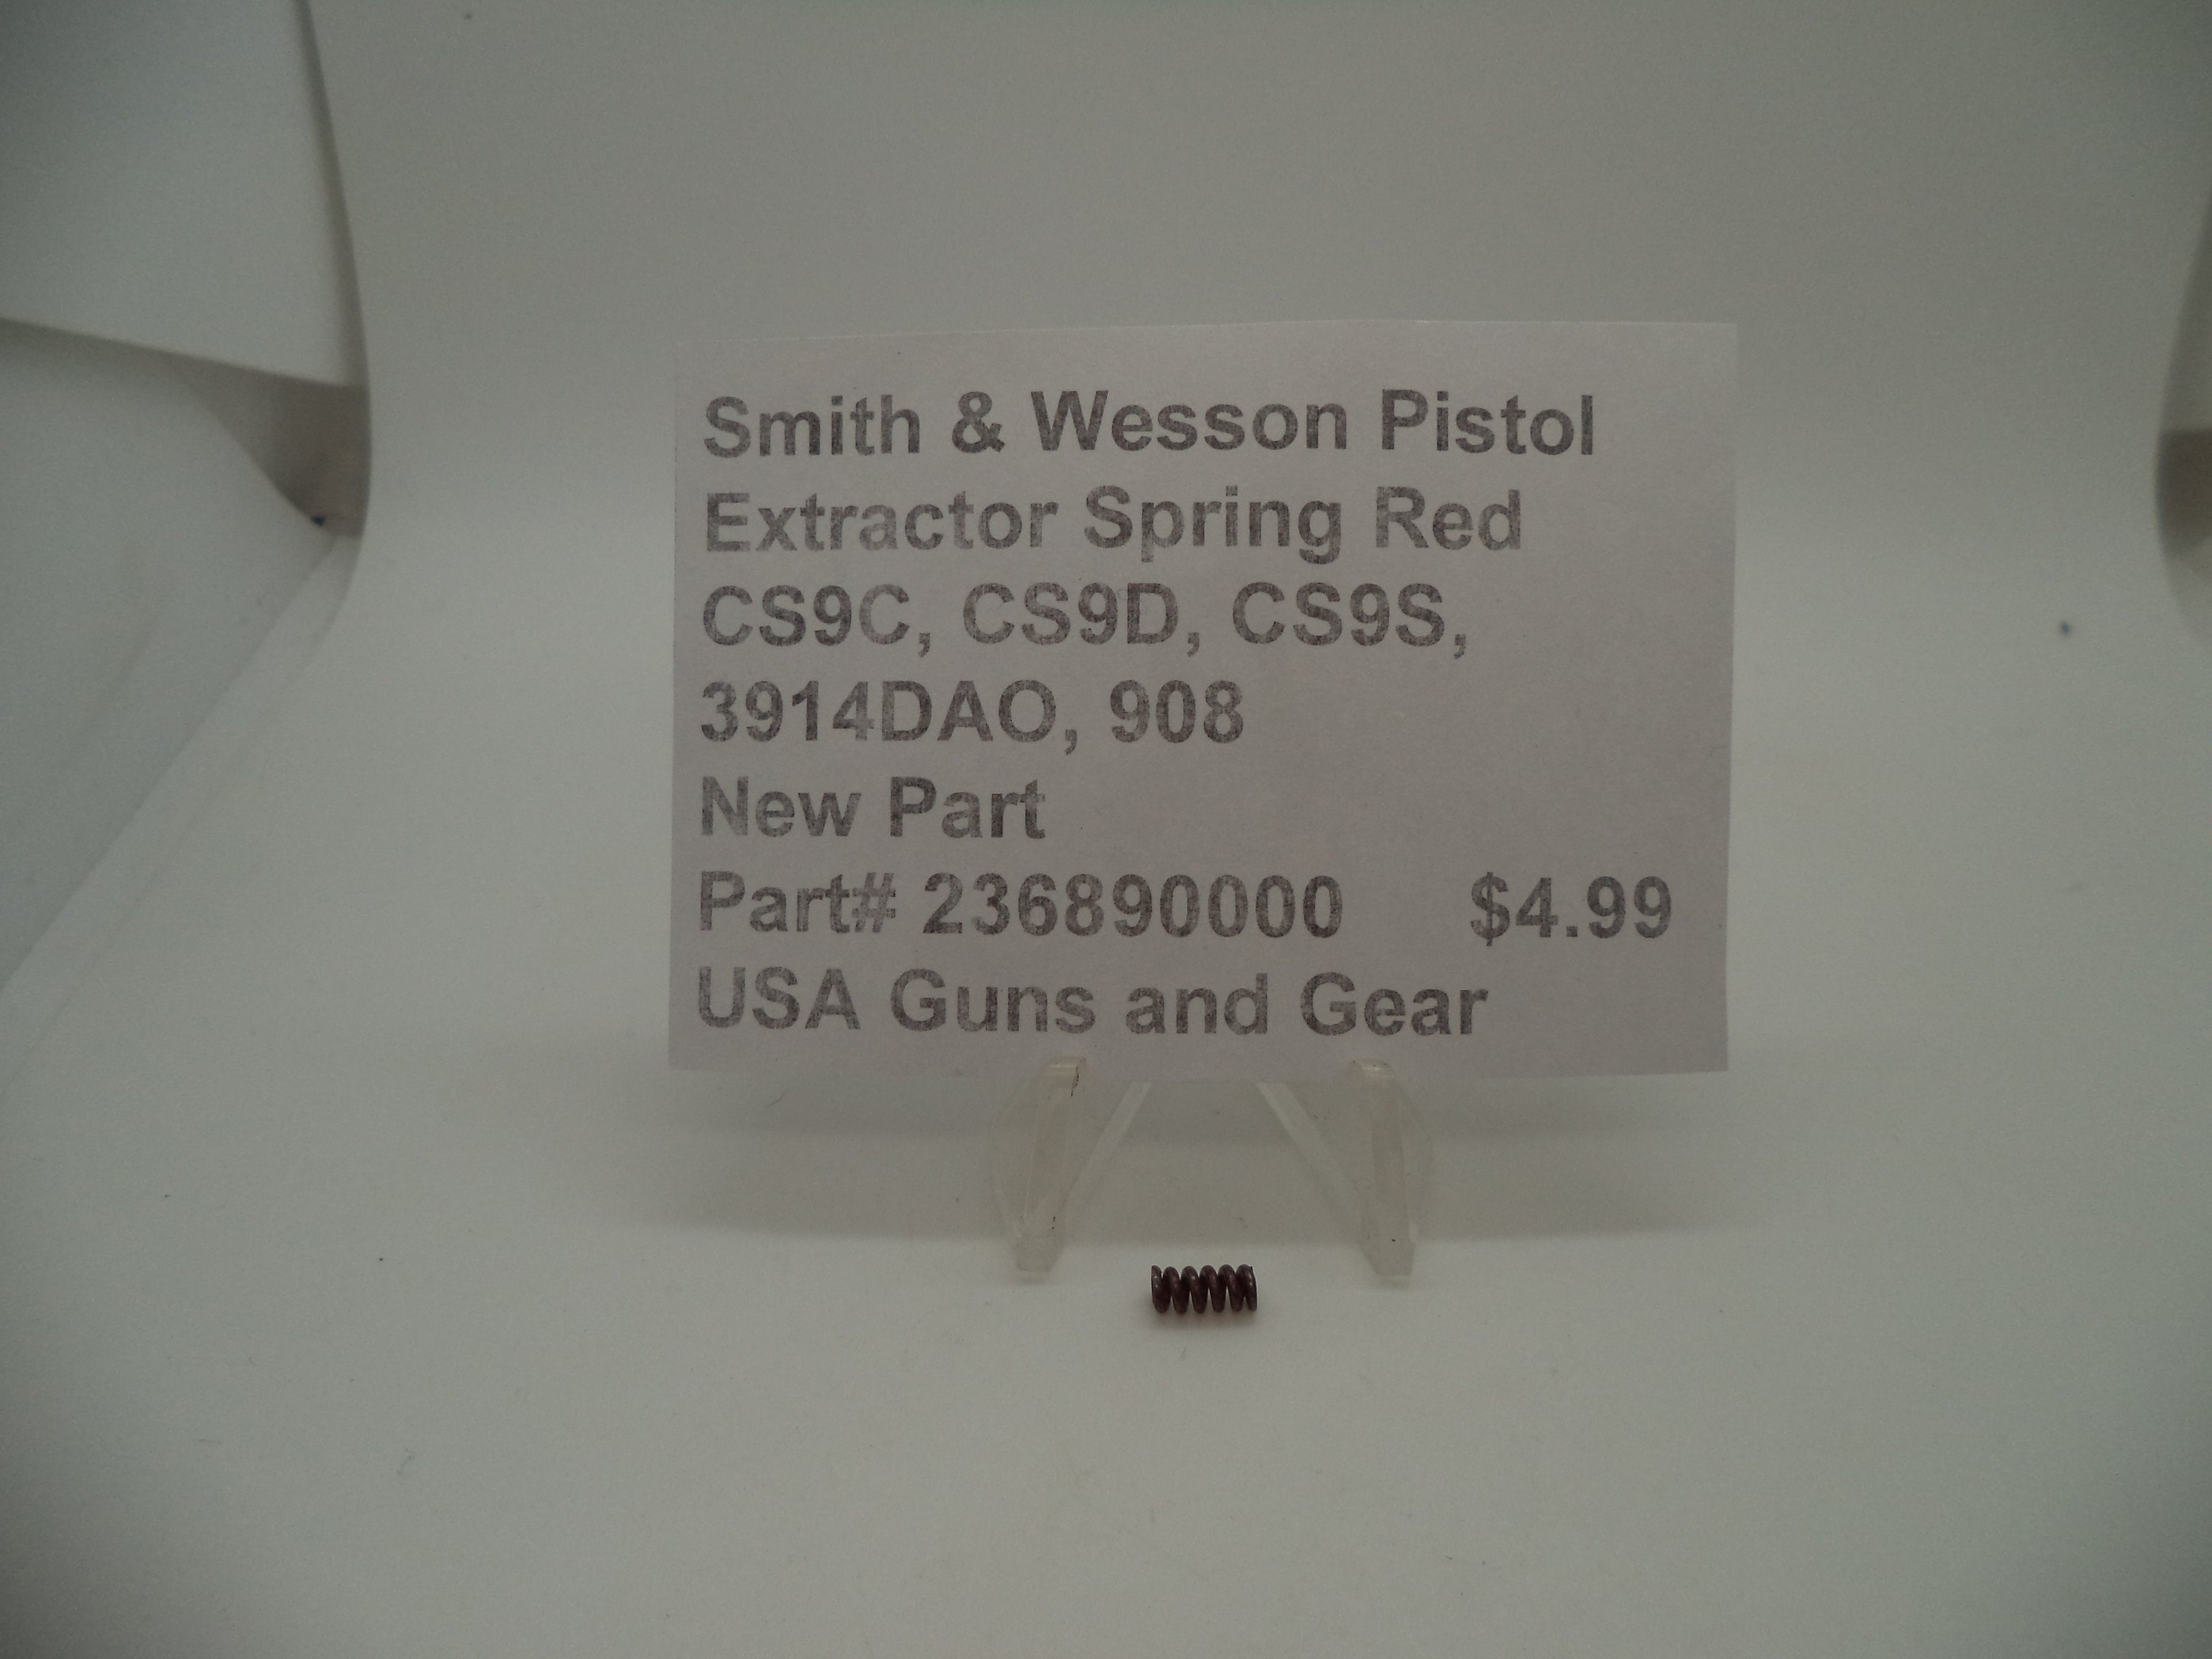 Smith & Wesson Pistol
Extractor Spring Red
CS9C, CS9D, CS9S,
3914DAO, 908
New Part
Part# 236890000 $4.99
USA Guns and Gear